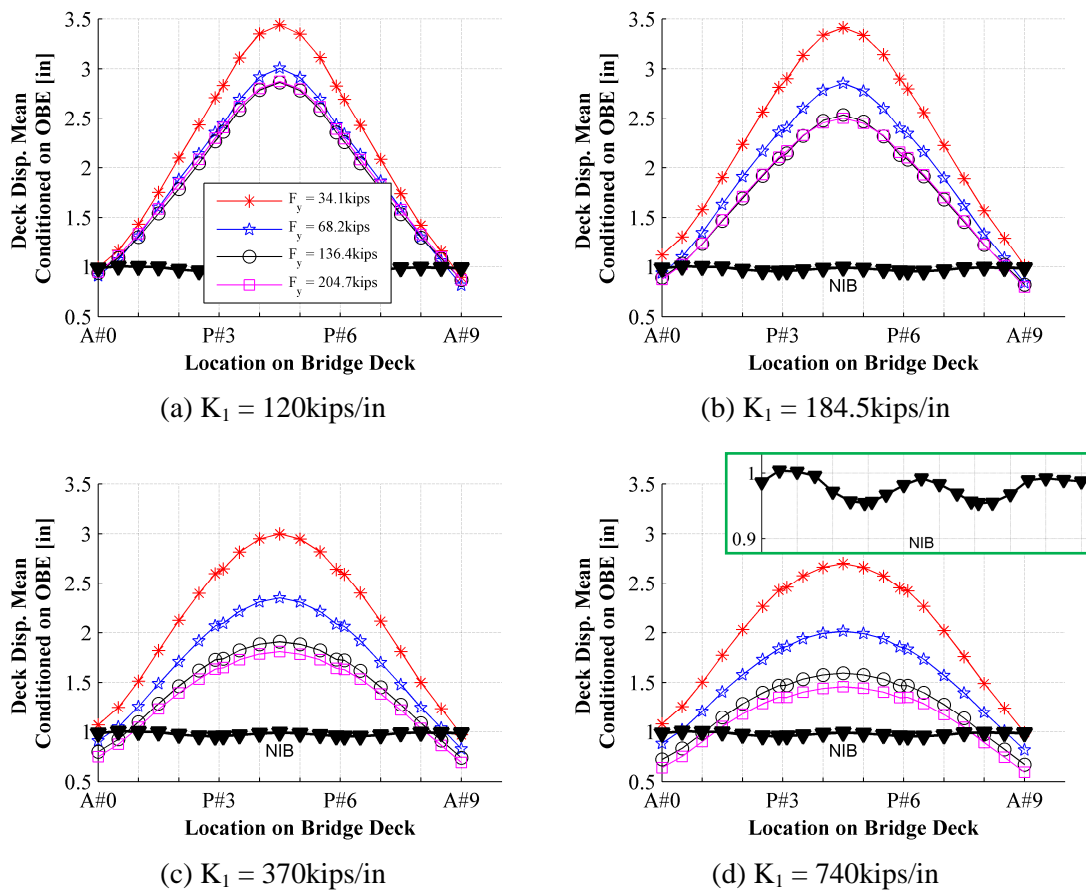 Deck Disp. Mean
Conditioned on OBE [in]
3.5
3
2.5
2
1.5
1
0.5
F_y = 34.1kips
F_y = 68.2kips
F_y = 136.4kips
F_y = 204.7kips
A#0 P#3 P#6 A#9
Location on Bridge Deck
(a) K₁ = 120kips/in
Deck Disp. Mean
Conditioned on OBE [in]
3.5
3
2.5
2
1.5
1
0.5
NIB
A#0 P#3 P#6 A#9
Location on Bridge Deck
(b) K₁ = 184.5kips/in
Deck Disp. Mean
Conditioned on OBE [in]
3.5
3
2.5
2
1.5
1
0.5
NIB
A#0 P#3 P#6 A#9
Location on Bridge Deck
(c) K₁ = 370kips/in
1
0.9
NIB
Deck Disp. Mean
Conditioned on OBE [in]
3.5
3
2.5
2
1.5
1
0.5
NIB
A#0 P#3 P#6 A#9
Location on Bridge Deck
(d) K₁ = 740kips/in